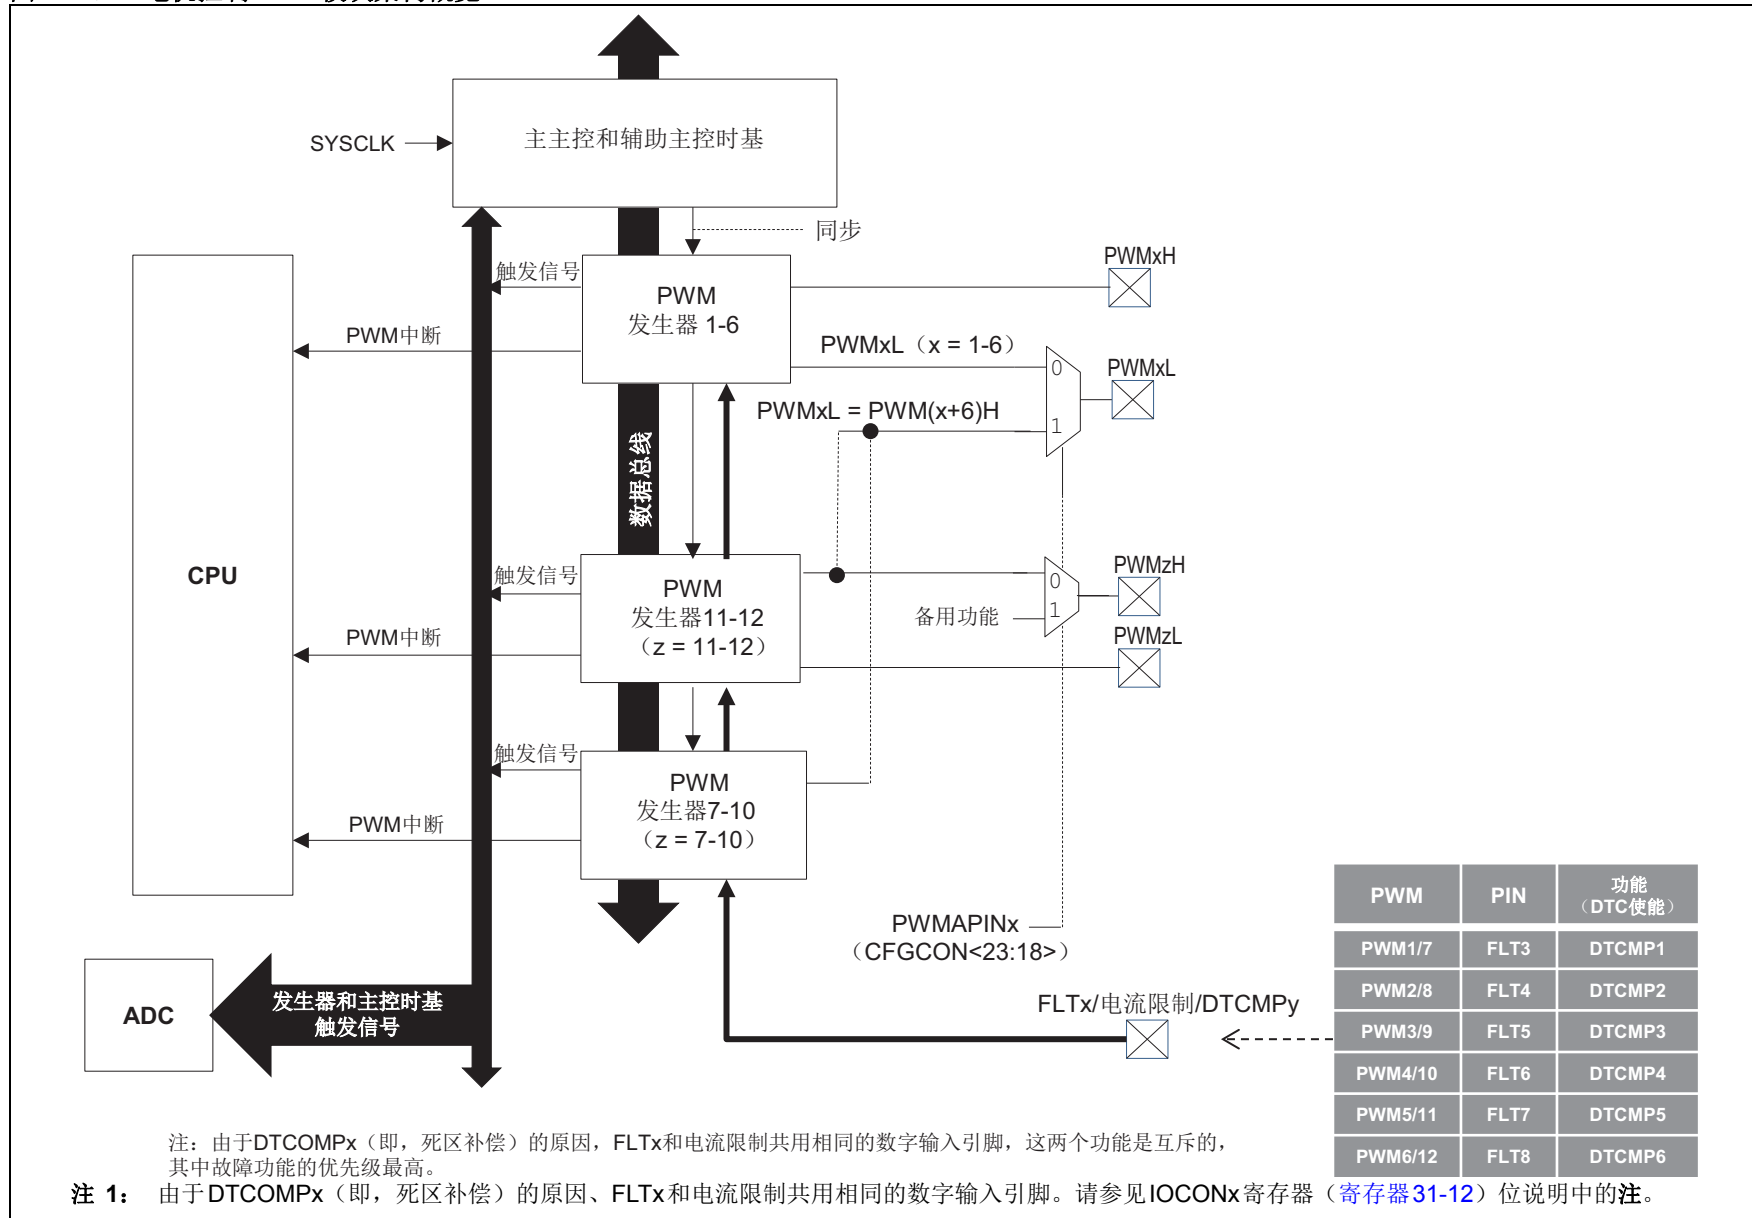 主主控和辅助主控时基
SYSCLK
同步
触发信号
PWM
发生器 1-6
PWMxH
PWM中断
PWMxL（x = 1-6）
0
PWMxL
PWMxL = PWM(x+6)H
1
数据总线
CPU
触发信号
PWM
发生器11-12
（z = 11-12）
0
PWMzH
备用功能
1
PWM中断
PWMzL
触发信号
PWM
发生器7-10
（z = 7-10）
PWM中断
PWMAPINx
（CFGCON<23:18>）
ADC
发生器和主控时基
触发信号
FLTx/电流限制/DTCMPy
PWM PIN 功能
（DTC使能）
PWM1/7 FLT3 DTCMP1
PWM2/8 FLT4 DTCMP2
PWM3/9 FLT5 DTCMP3
PWM4/10 FLT6 DTCMP4
PWM5/11 FLT7 DTCMP5
PWM6/12 FLT8 DTCMP6
注：由于DTCOMPx（即，死区补偿）的原因，FLTx和电流限制共用相同的数字输入引脚，这两个功能是互斥的，
其中故障功能的优先级最高。
注 1： 由于DTCOMPx（即，死区补偿）的原因、FLTx和电流限制共用相同的数字输入引脚。请参见IOCONx寄存器（寄存器31-12）位说明中的注。